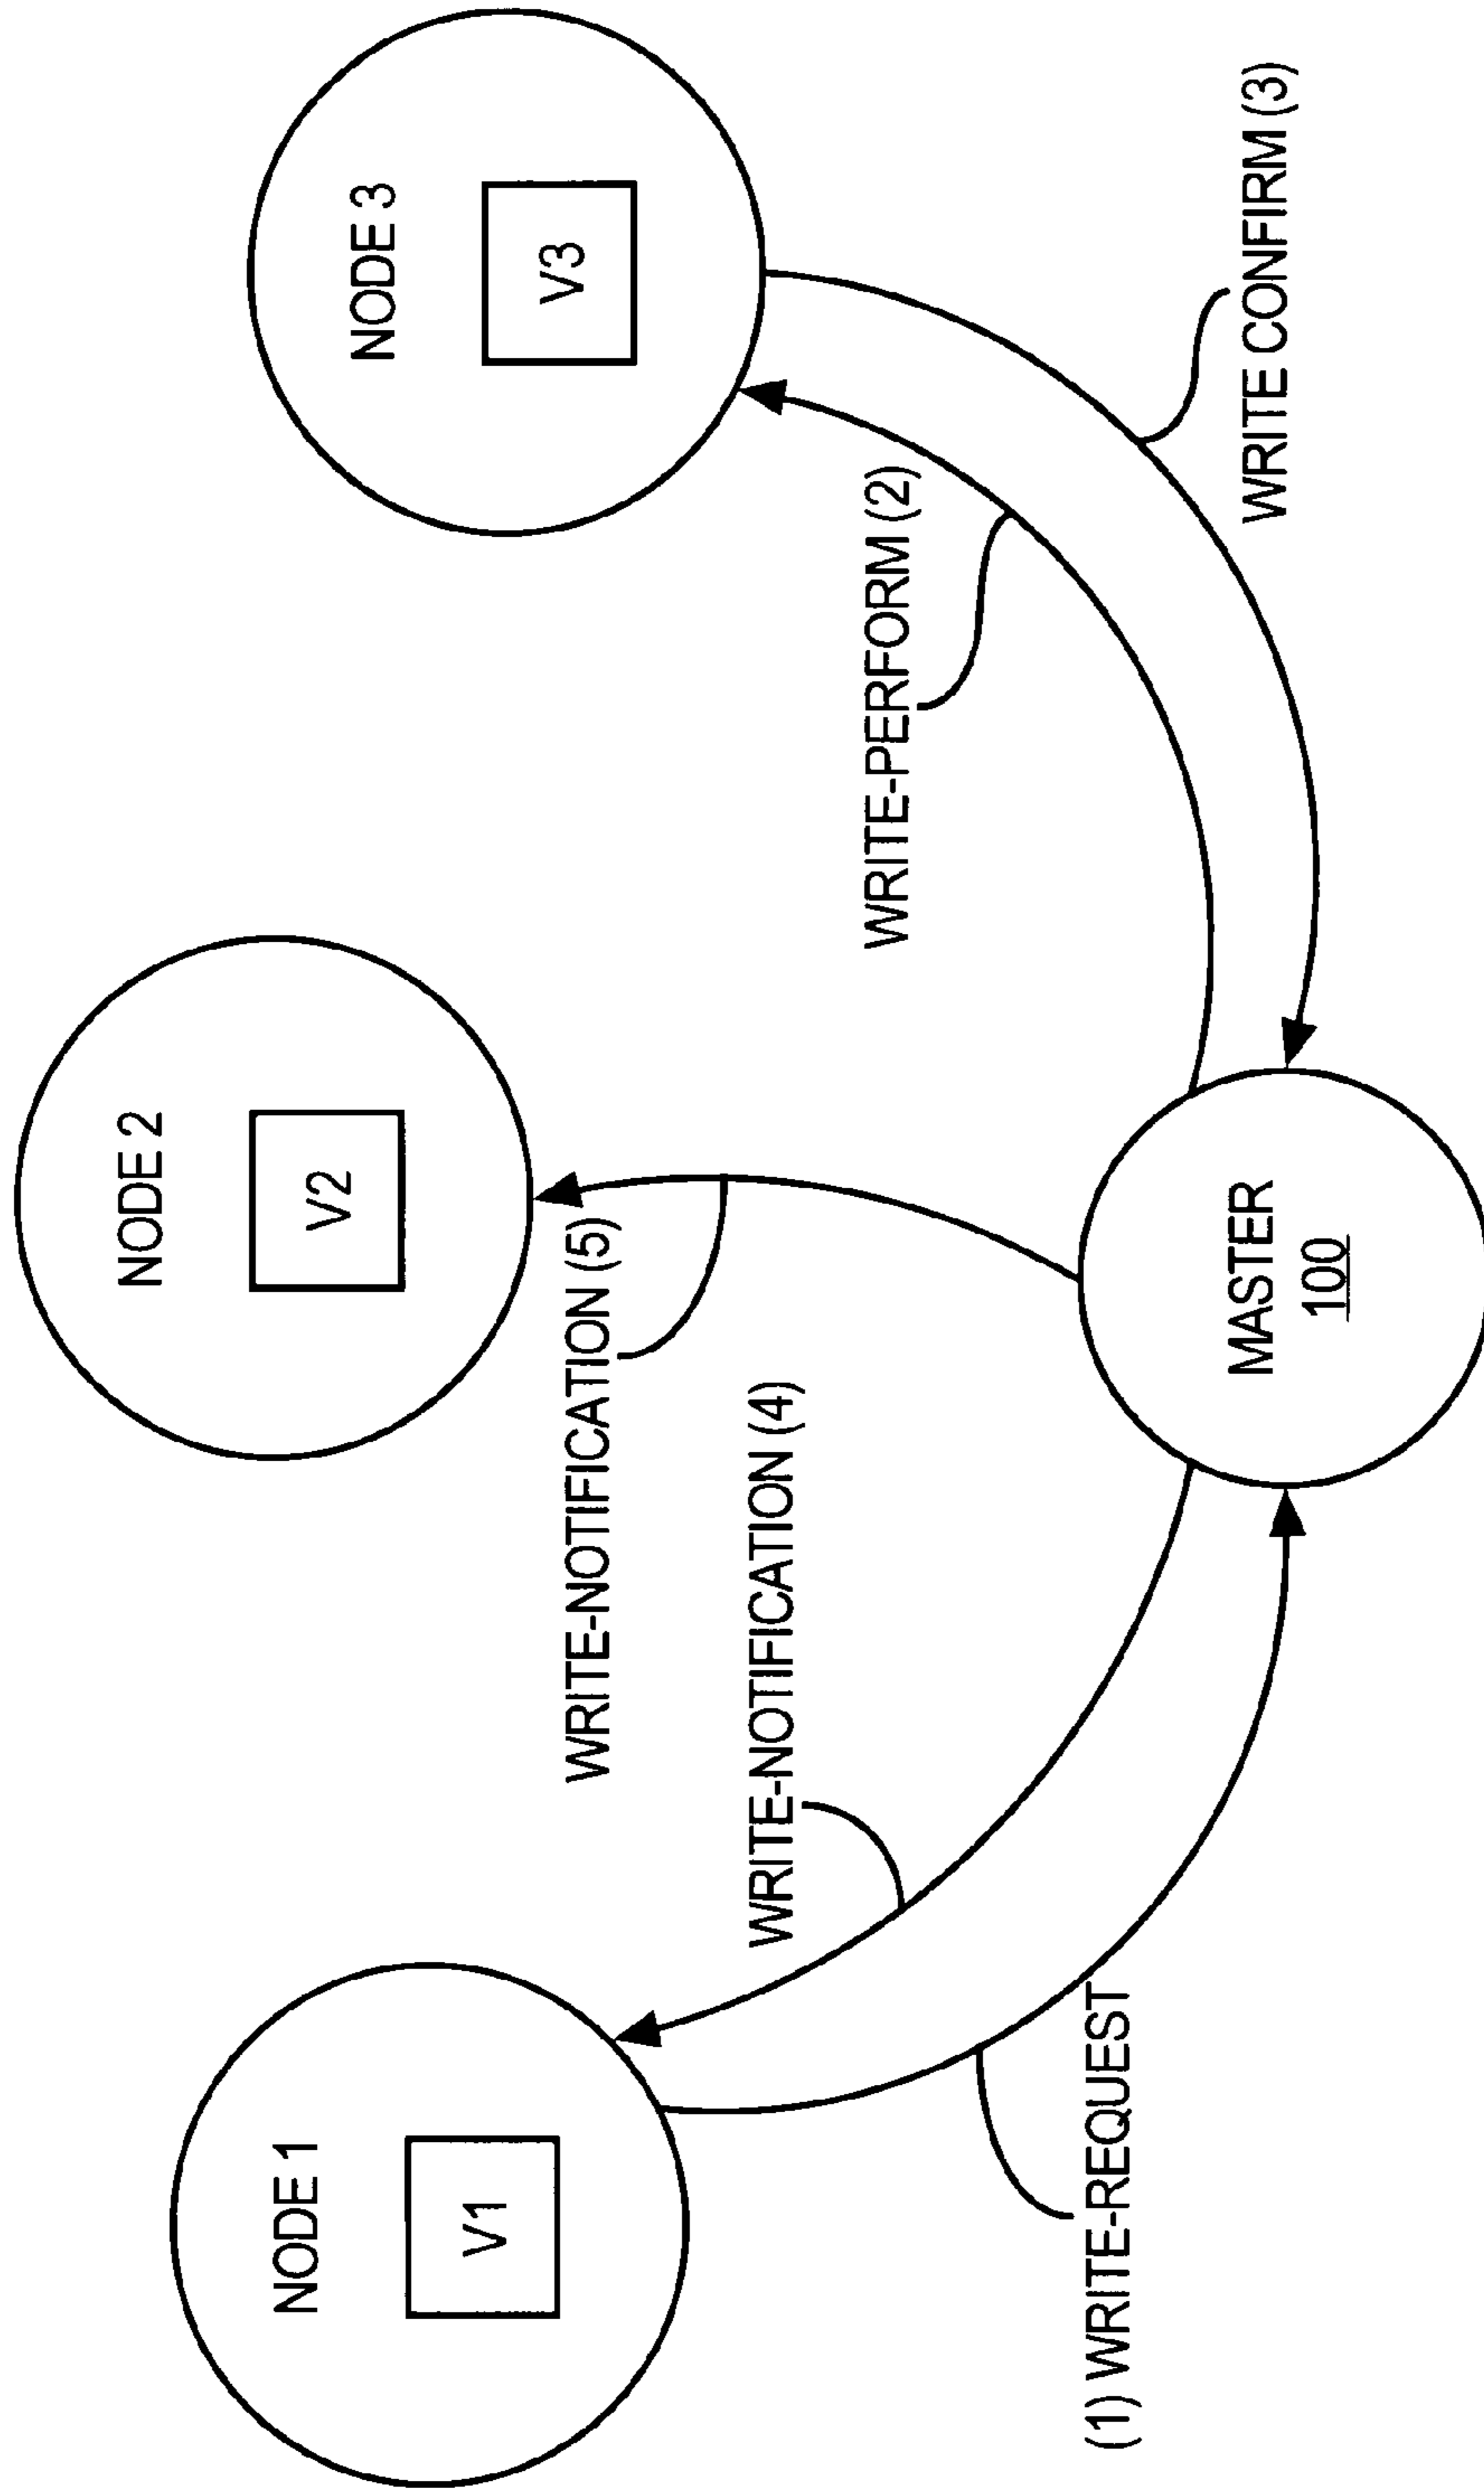 NODE 1
V1
NODE 2
V2
NODE 3
V3
WRITE-NOTIFICATION (5)
WRITE-NOTIFICATION (4)
WRITE-PERFORM (2)
(1) WRITE-REQUEST
MASTER
100
WRITE CONFIRM (3)